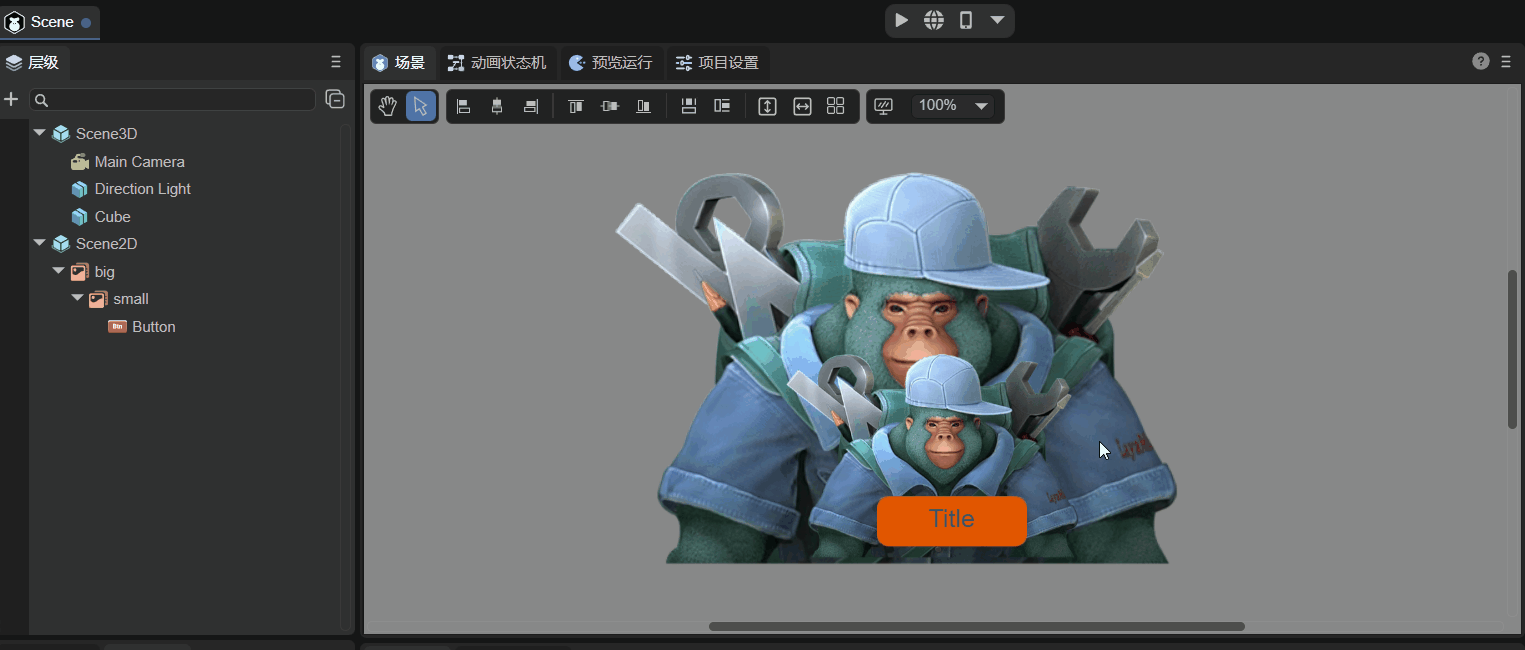 Scene
层级
场景
动画状态机
预览运行
项目设置
100%
Scene3D
Main Camera
Direction Light
Cube
Scene2D
big
small
Btn
Button
Title